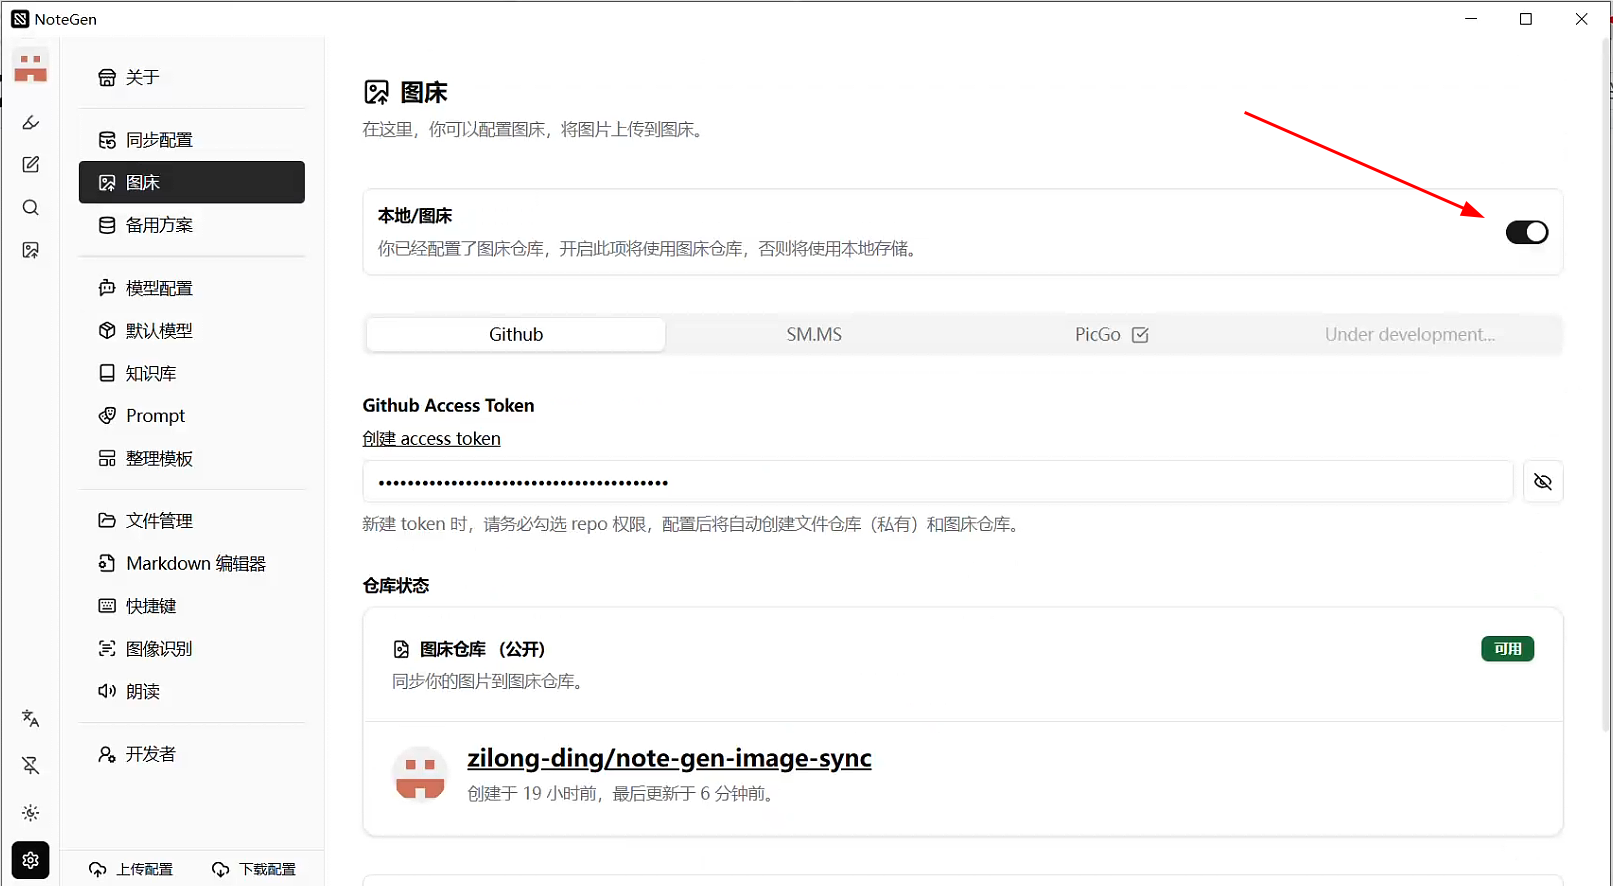 NoteGen
关于
同步配置
图床
备用方案
模型配置
默认模型
知识库
Prompt
整理模板
文件管理
Markdown 编辑器
快捷键
图像识别
朗读
开发者
上传配置
下载配置
图床
在这里，你可以配置图床，将图片上传到图床。
本地/图床
你已经配置了图床仓库，开启此项将使用图床仓库，否则将使用本地存储。
Github
SM.MS
PicGo
Under development...
Github Access Token
创建 access token
新建 token 时，请务必勾选 repo 权限，配置后将自动创建文件仓库（私有）和图床仓库。
仓库状态
图床仓库 （公开）
可用
同步你的图片到图床仓库。
zilong-ding/note-gen-image-sync
创建于 19 小时前，最后更新于 6 分钟前。